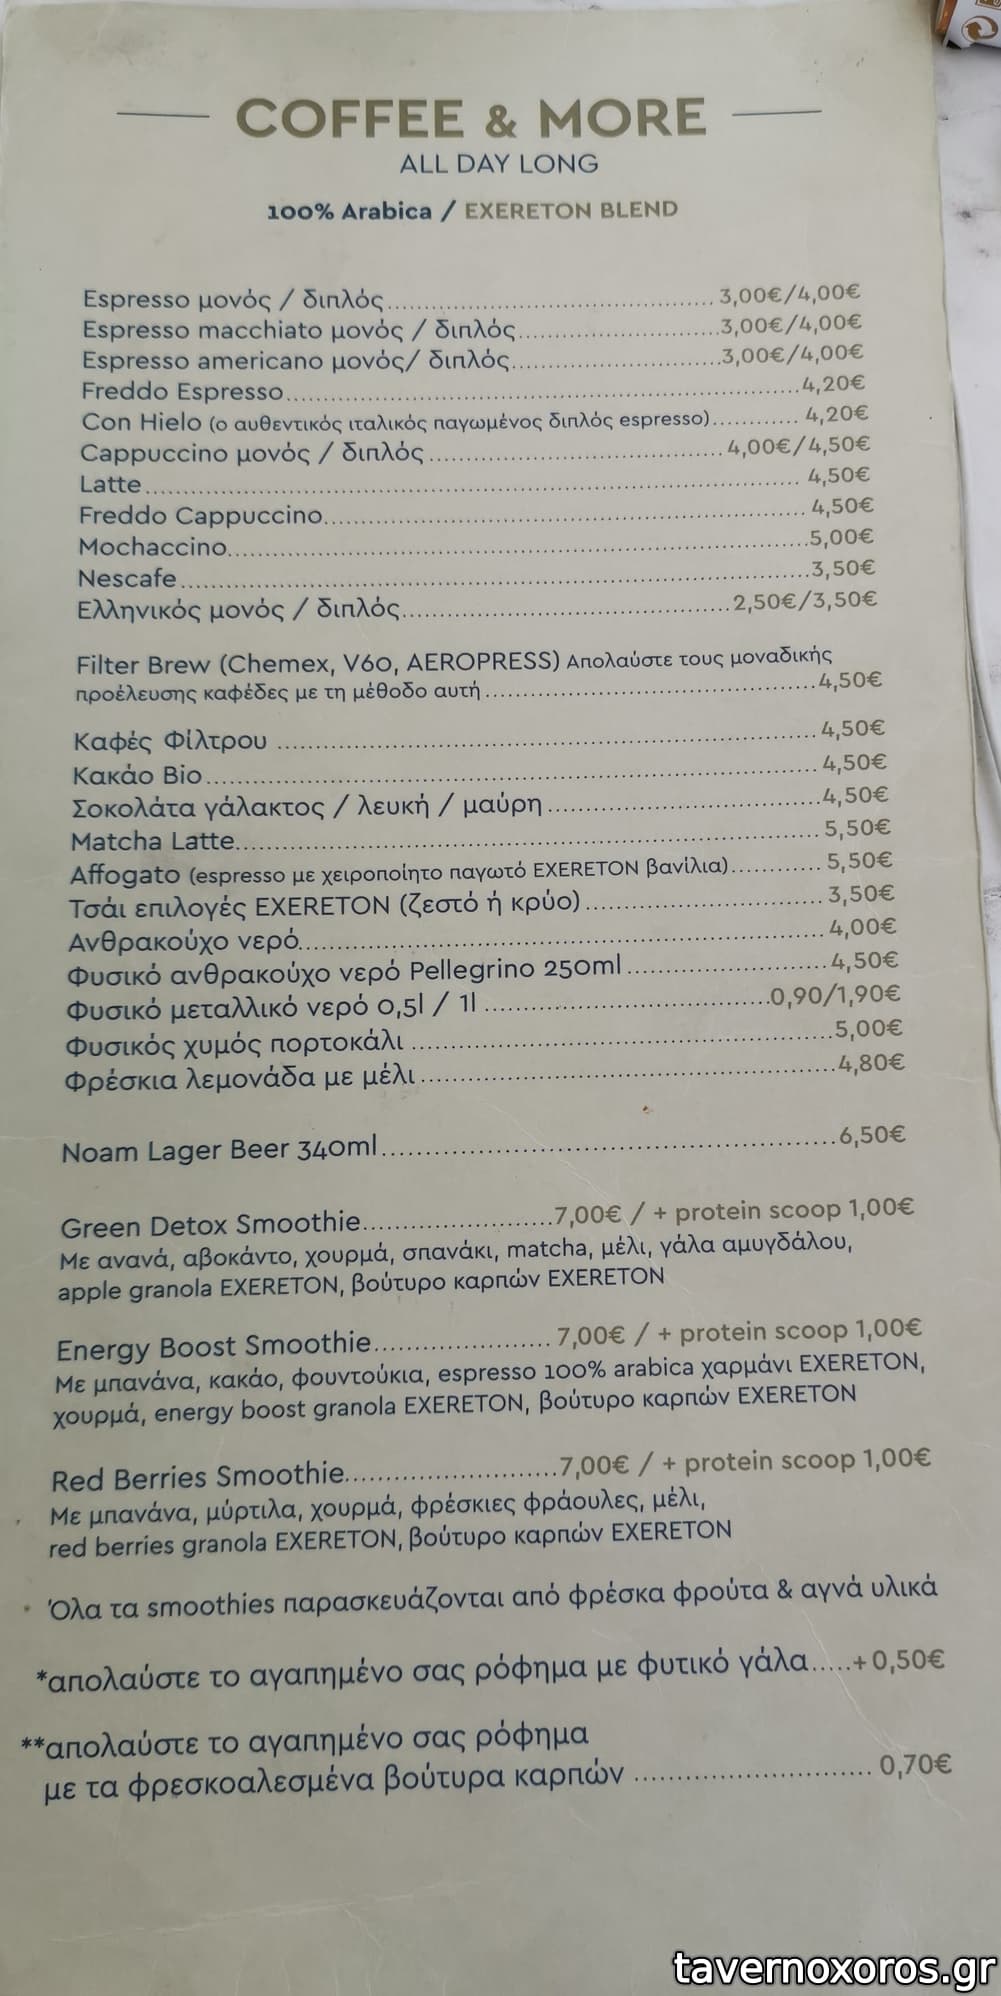 COFFEE & MORE
ALL DAY LONG
100% Arabica / EXERETON BLEND
Espresso μονός / διπλός........ 3,00€/4,00€
Espresso macchiato μονός / διπλός........3,00€/4,00€
Espresso americano μονός/ διπλός........3,00€/4,00€
Freddo Espresso........4,20€
Con Hielo (ο αυθεντικός ιταλικός παγωμένος διπλός espresso)........ 4,20€
Cappuccino μονός / διπλός........4,00€/4,50€
Latte........ 4,50€
Freddo Cappuccino........ 4,50€
Mochaccino........5,00€
Nescafe........3,50€
Ελληνικός μονός / διπλός........2,50€/3,50€
Filter Brew (Chemex, V60, AEROPRESS) Απολαύστε τους μοναδικής
προέλευσης καφέδες με τη μέθοδο αυτή........4,50€
Καφές Φίλτρου ........4,50€
Κακάο Bio........ 4,50€
Σοκολάτα γάλακτος / λευκή / μαύρη........4,50€
Matcha Latte........ 5,50€
Affogato (espresso με χειροποίητο παγωτό EXERETON βανίλια)........ 5,50€
Τσάι επιλογές EXERETON (ζεστό ή κρύο)........ 3,50€
Ανθρακούχο νερό........ 4,00€
Φυσικό ανθρακούχο νερό Pellegrino 250ml........4,50€
Φυσικό μεταλλικό νερό 0,5l / 1l ........0,90/1,90€
Φυσικός χυμός πορτοκάλι ........5,00€
Φρέσκια λεμονάδα με μέλι........4,80€
Noam Lager Beer 340ml........6,50€
Green Detox Smoothie........7,00€ / + protein scoop 1,00€
Με ανανά, αβοκάντο, χουρμά, σπανάκι, matcha, μέλι, γάλα αμυγδάλου,
apple granola EXERETON, βούτυρο καρπών EXERETON
Energy Boost Smoothie........ 7,00€ / + protein scoop 1,00€
Με μπανάνα, κακάο, φουντούκια, espresso 100% arabica χαρμάνι EXERETON,
χουρμά, energy boost granola EXERETON, βούτυρο καρπών EXERETON
Red Berries Smoothie........7,00€ / + protein scoop 1,00€
Με μπανάνα, μύρτιλα, χουρμά, φρέσκιες φράουλες, μέλι,
red berries granola EXERETON, βούτυρο καρπών EXERETON
Όλα τα smoothies παρασκευάζονται από φρέσκα φρούτα & αγνά υλικά
*απολαύστε το αγαπημένο σας ρόφημα με φυτικό γάλα.....+0,50€
**απολαύστε το αγαπημένο σας ρόφημα
με τα φρεσκοαλεσμένα βούτυρα καρπών ........ 0,70€
tavernoxoros.gr